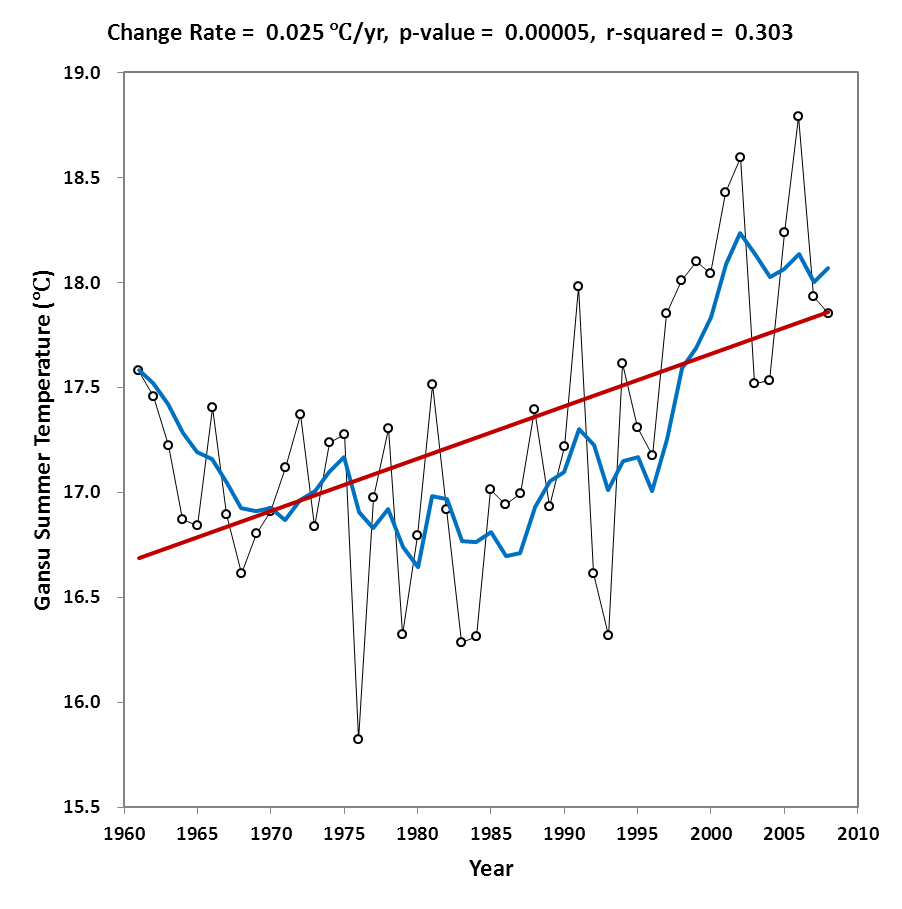 Change Rate = 0.025 ℃/yr, p-value = 0.00005, r-squared = 0.303
19.0
18.5
18.0
17.5
17.0
16.5
16.0
15.5
Gansu Summer Temperature (℃)
1960 1965 1970 1975 1980 1985 1990 1995 2000 2005 2010
Year